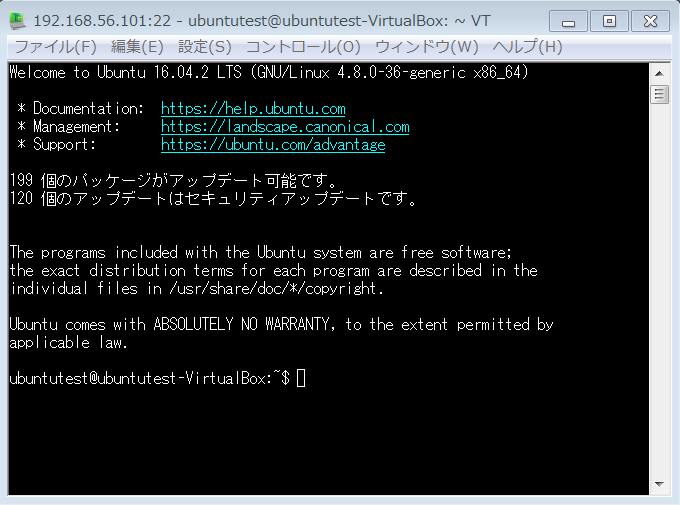 192.168.56.101:22 - ubuntutest@ubuntutest-VirtualBox: ~ VT
ファイル(F) 編集(E) 設定(S) コントロール(O) ウィンドウ(W) ヘルプ(H)
Welcome to Ubuntu 16.04.2 LTS (GNU/Linux 4.8.0-36-generic x86_64)
* Documentation: https://help.ubuntu.com
* Management: https://landscape.canonical.com
* Support: https://ubuntu.com/advantage
199 個のパッケージがアップデート可能です。
120 個のアップデートはセキュリティアップデートです。
The programs included with the Ubuntu system are free software;
the exact distribution terms for each program are described in the
individual files in /usr/share/doc/*/copyright.
Ubuntu comes with ABSOLUTELY NO WARRANTY, to the extent permitted by
applicable law.
ubuntutest@ubuntutest-VirtualBox:~$